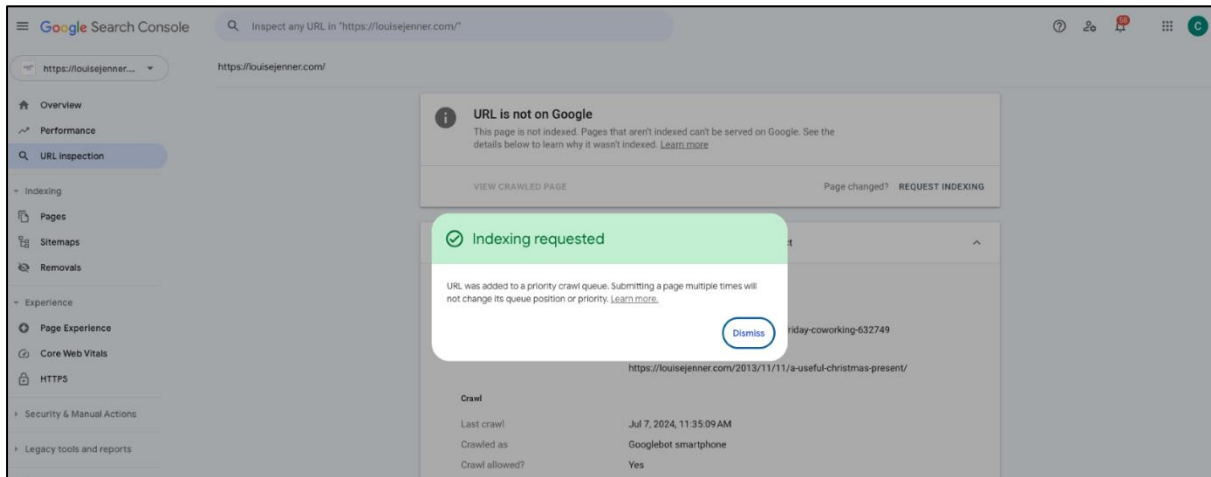 Google Search Console
Inspect any URL in "https://louisejenner.com/"
58
C
https://louisejenner....
https://louisejenner.com/
Overview
Performance
URL inspection
Indexing
Pages
Sitemaps
Removals
Experience
Page Experience
Core Web Vitals
HTTPS
Security & Manual Actions
Legacy tools and reports
URL is not on Google
This page is not indexed. Pages that aren't indexed can't be served on Google. See the
details below to learn why it wasn't indexed. Learn more
VIEW CRAWLED PAGE
Page changed? REQUEST INDEXING
Indexing requested
URL was added to a priority crawl queue. Submitting a page multiple times will
not change its queue position or priority. Learn more.
Dismiss
riday-coworking-632749
https://louisejenner.com/2013/11/11/a-useful-christmas-present/
Crawl
Last crawl Jul 7, 2024, 11:35:09 AM
Crawled as Googlebot smartphone
Crawl allowed? Yes